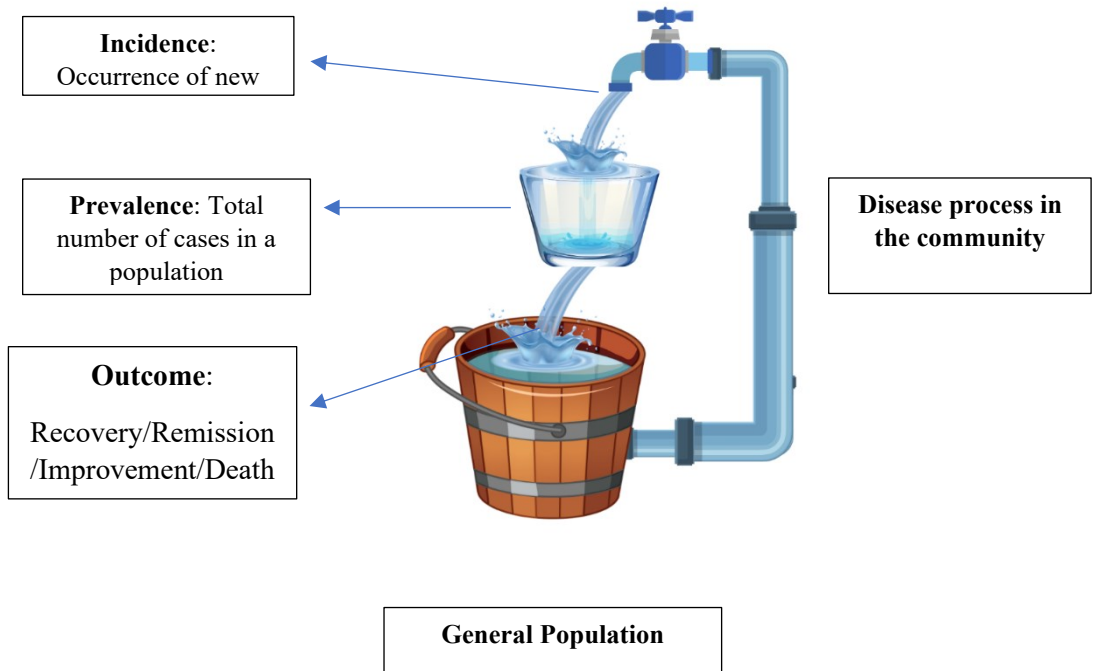 Incidence:
Occurrence of new
Prevalence: Total
number of cases in a
population
Disease process in
the community
Outcome:
Recovery/Remission
/Improvement/Death
General Population